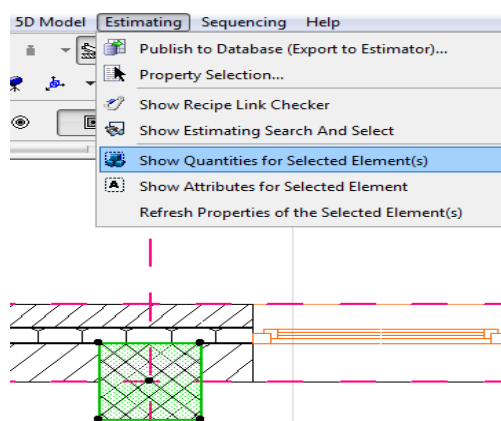 5D Model Estimating Sequencing Help
Publish to Database (Export to Estimator)...
Property Selection...
Show Recipe Link Checker
Show Estimating Search And Select
Show Quantities for Selected Element(s)
A Show Attributes for Selected Element
Refresh Properties of the Selected Element(s)